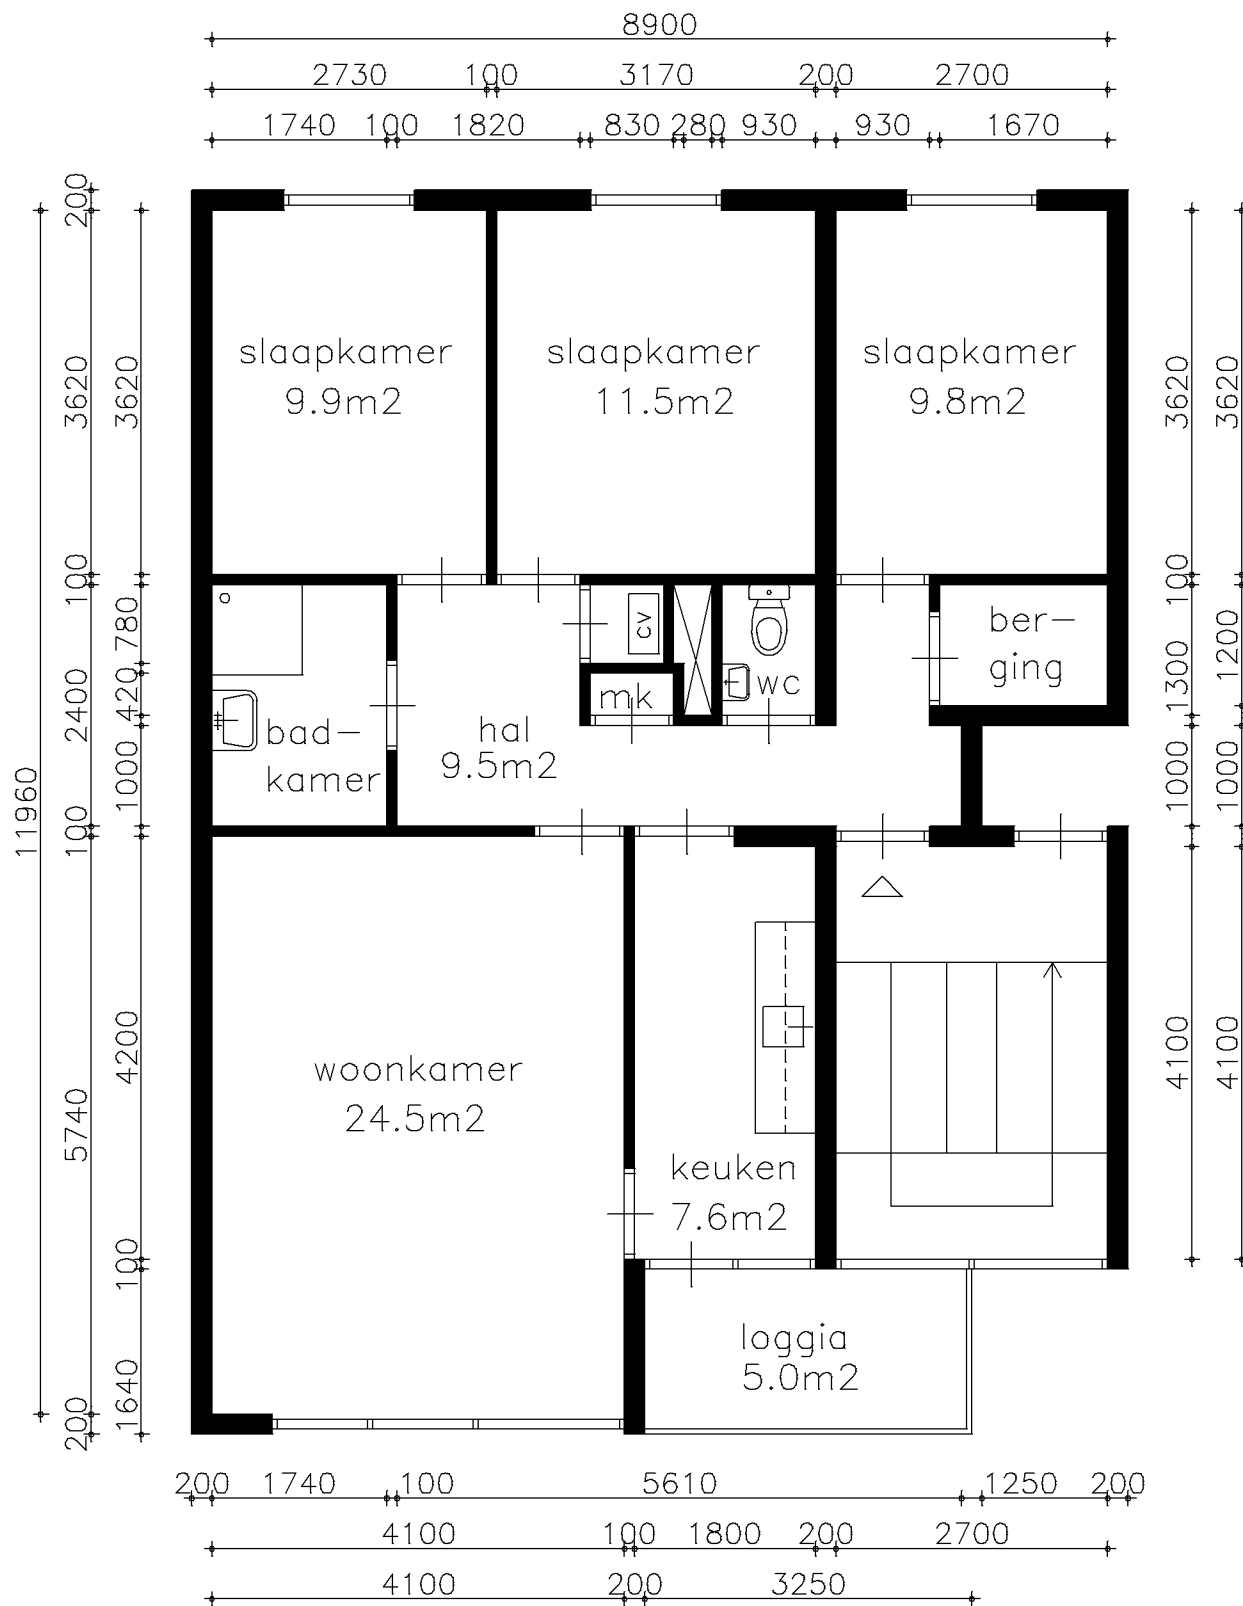 8900
2730 100 3170 200 2700
1740 100 1820 830 280 930 930 1670
200
11960
3620
3620
100
780
2400
420
1000
100
4200
5740
100
1640
200
3620
3620
100
1300
1200
1000
1000
4100
4100
slaapkamer
9.9m2
slaapkamer
11.5m2
slaapkamer
9.8m2
cv
mk
wc
ber-
ging
bad-
kamer
hal
9.5m2
woonkamer
24.5m2
keuken
7.6m2
loggia
5.0m2
200 1740 100 5610 1250 200
4100 100 1800 200 2700
4100 200 3250